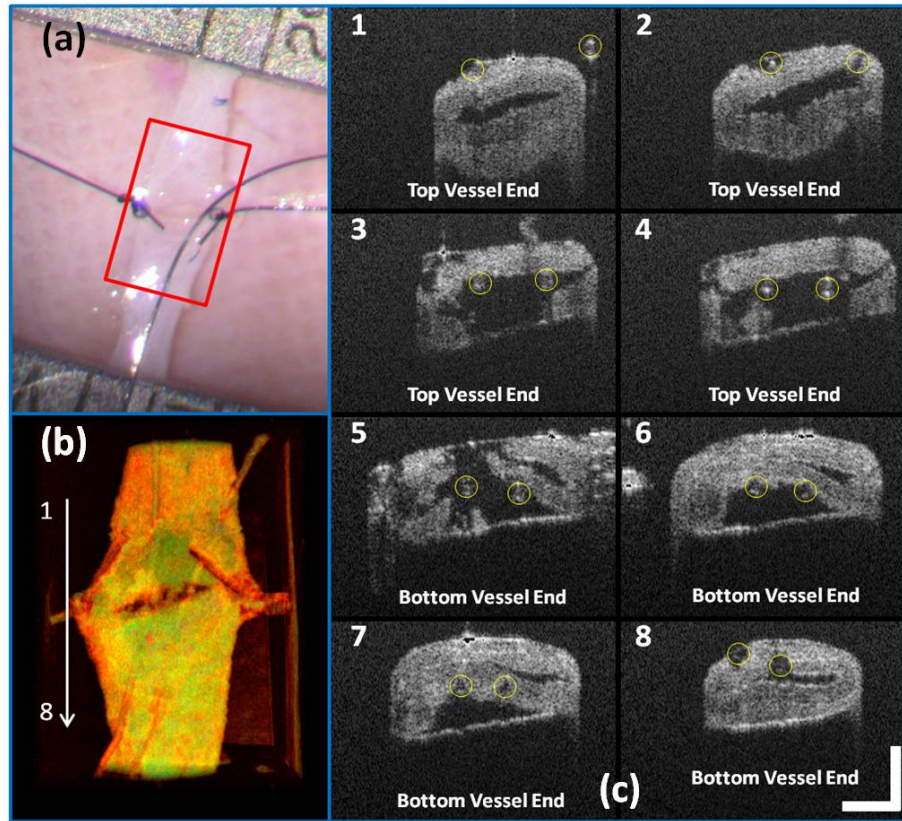 (a)
(b)
1
8
1
2
Top Vessel End
Top Vessel End
3
4
Top Vessel End
Top Vessel End
5
6
Bottom Vessel End
Bottom Vessel End
7
8
Bottom Vessel End
Bottom Vessel End
(c)